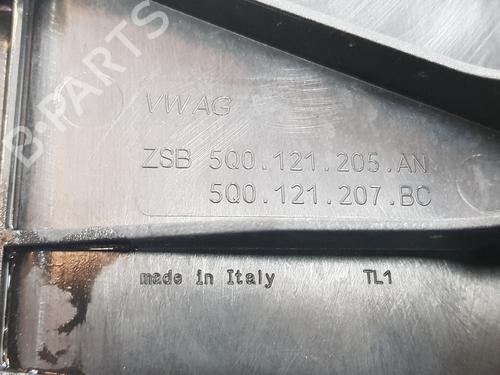 B-PARTS
VWAG
ZSB 5Q0.121.205.AN
5Q0.121.207.BC
made in Italy TL1